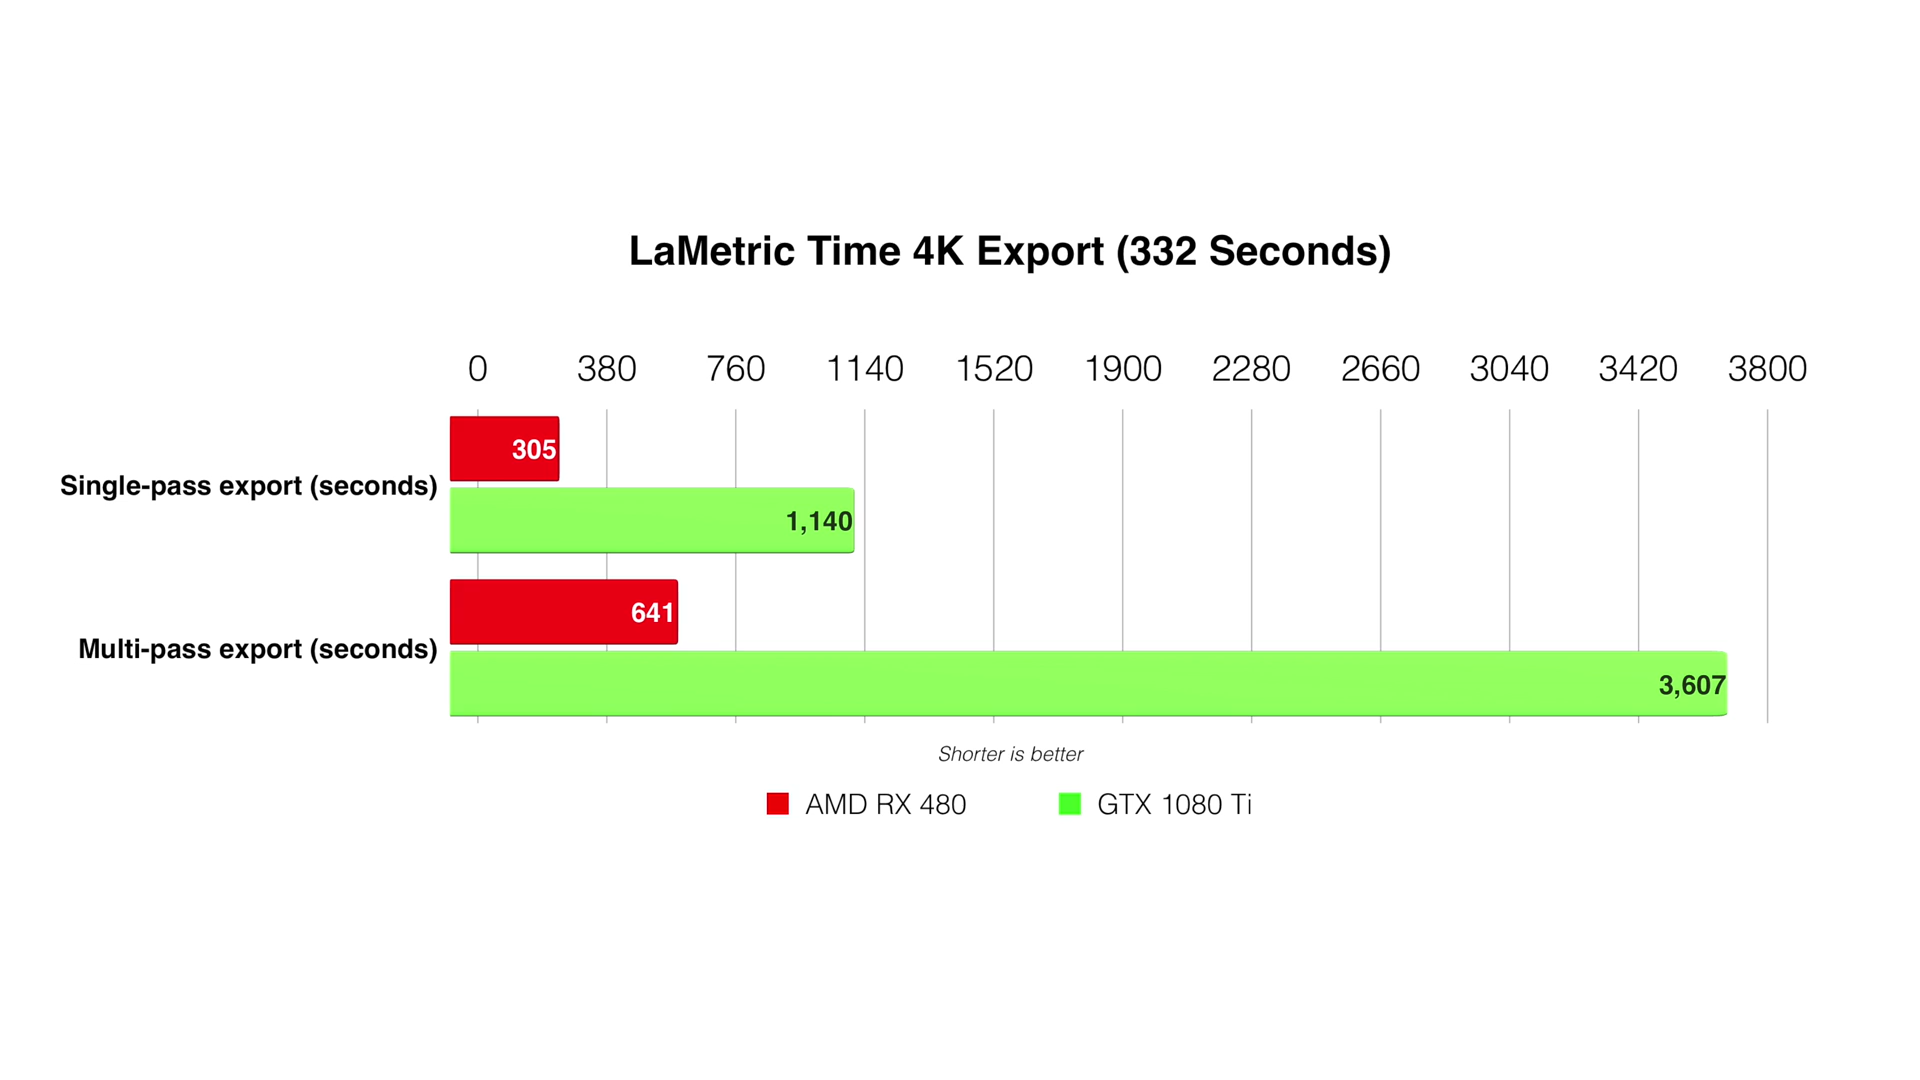 LaMetric Time 4K Export (332 Seconds)
0 380 760 1140 1520 1900 2280 2660 3040 3420 3800
305
Single-pass export (seconds)
1,140
641
Multi-pass export (seconds)
3,607
Shorter is better
AMD RX 480 GTX 1080 Ti